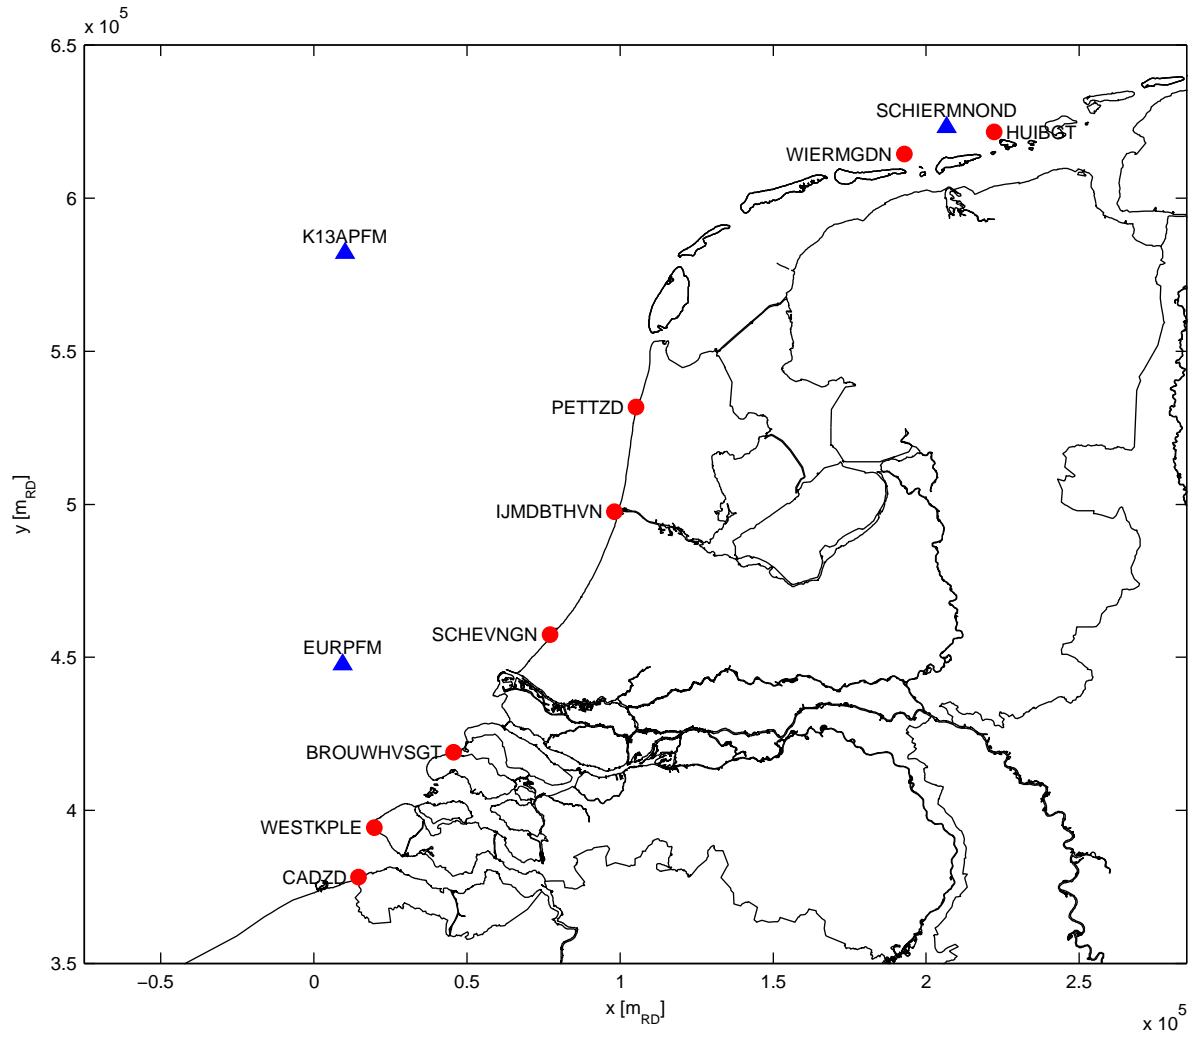 x 10^5
6.5
SCHIERMNOND
HUIBGT
WIERMGDN
6
K13APFM
5.5
PETTZD
y [m_RD]
5
IJMDBTHVN
SCHEVNGN
EURPFM
4.5
BROUWHVSGT
4
WESTKPLE
CADZD
3.5
−0.5 0 0.5 1 1.5 2 2.5
x [m_RD]
x 10^5